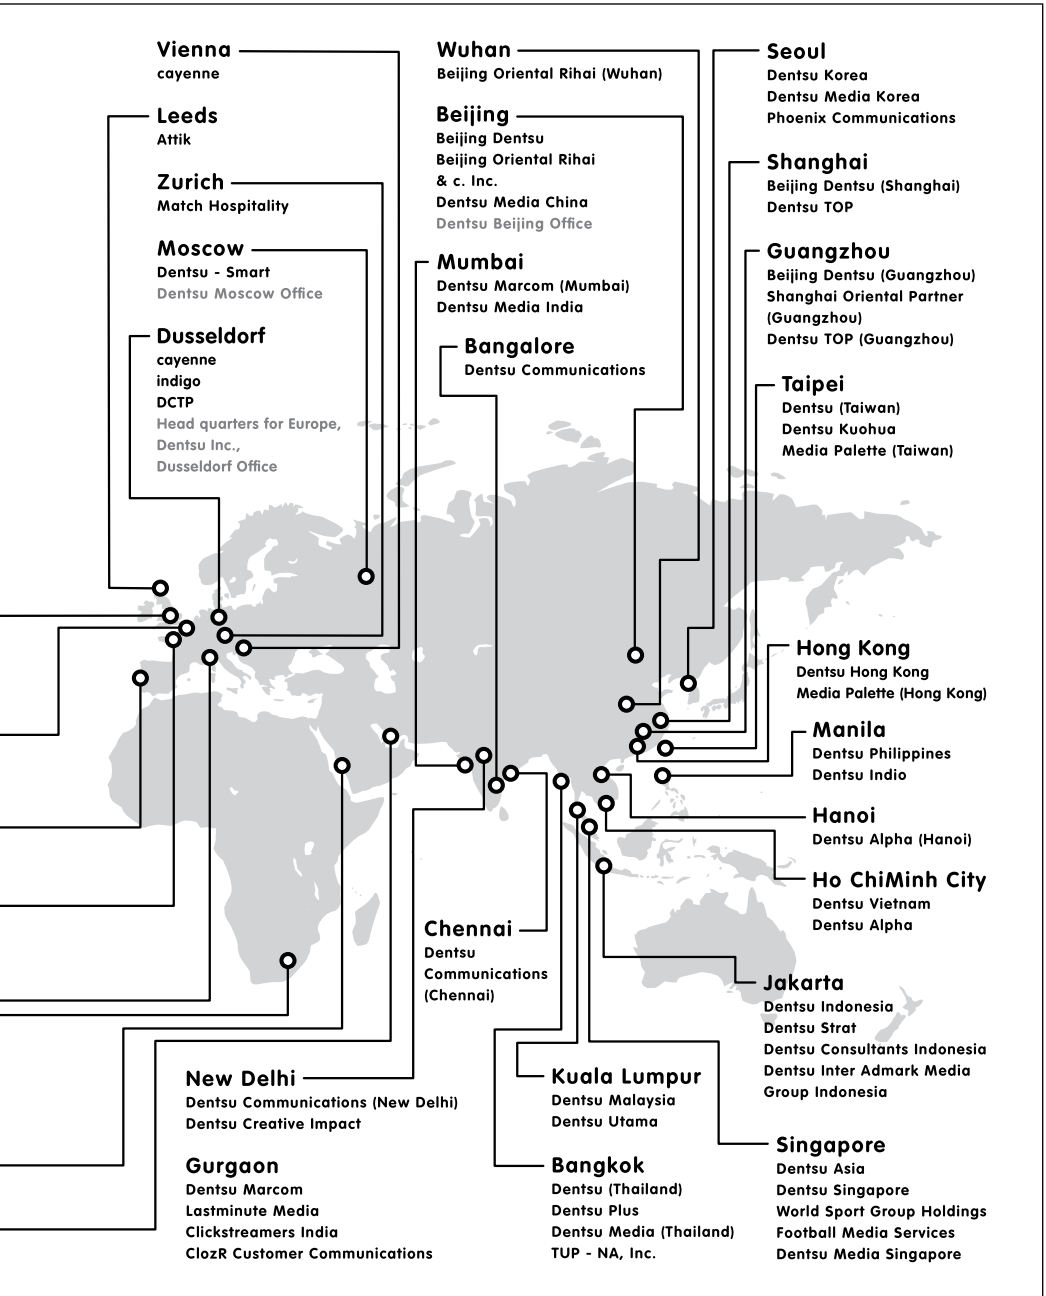 Vienna
cayenne
Leeds
Attik
Zurich
Match Hospitality
Moscow
Dentsu - Smart
Dentsu Moscow Office
Dusseldorf
cayenne
indigo
DCTP
Head quarters for Europe,
Dentsu Inc.,
Dusseldorf Office
Wuhan
Beijing Oriental Rihai (Wuhan)
Beijing
Beijing Dentsu
Beijing Oriental Rihai
& c. Inc.
Dentsu Media China
Dentsu Beijing Office
Mumbai
Dentsu Marcom (Mumbai)
Dentsu Media India
Bangalore
Dentsu Communications
Seoul
Dentsu Korea
Dentsu Media Korea
Phoenix Communications
Shanghai
Beijing Dentsu (Shanghai)
Dentsu TOP
Guangzhou
Beijing Dentsu (Guangzhou)
Shanghai Oriental Partner
(Guangzhou)
Dentsu TOP (Guangzhou)
Taipei
Dentsu (Taiwan)
Dentsu Kuohua
Media Palette (Taiwan)
Hong Kong
Dentsu Hong Kong
Media Palette (Hong Kong)
Manila
Dentsu Philippines
Dentsu Indio
Hanoi
Dentsu Alpha (Hanoi)
Ho ChiMinh City
Dentsu Vietnam
Dentsu Alpha
Chennai
Dentsu
Communications
(Chennai)
Jakarta
Dentsu Indonesia
Dentsu Strat
Dentsu Consultants Indonesia
Dentsu Inter Admark Media
Group Indonesia
New Delhi
Dentsu Communications (New Delhi)
Dentsu Creative Impact
Gurgaon
Dentsu Marcom
Lastminute Media
Clickstreamers India
ClozR Customer Communications
Kuala Lumpur
Dentsu Malaysia
Dentsu Utama
Bangkok
Dentsu (Thailand)
Dentsu Plus
Dentsu Media (Thailand)
TUP - NA, Inc.
Singapore
Dentsu Asia
Dentsu Singapore
World Sport Group Holdings
Football Media Services
Dentsu Media Singapore